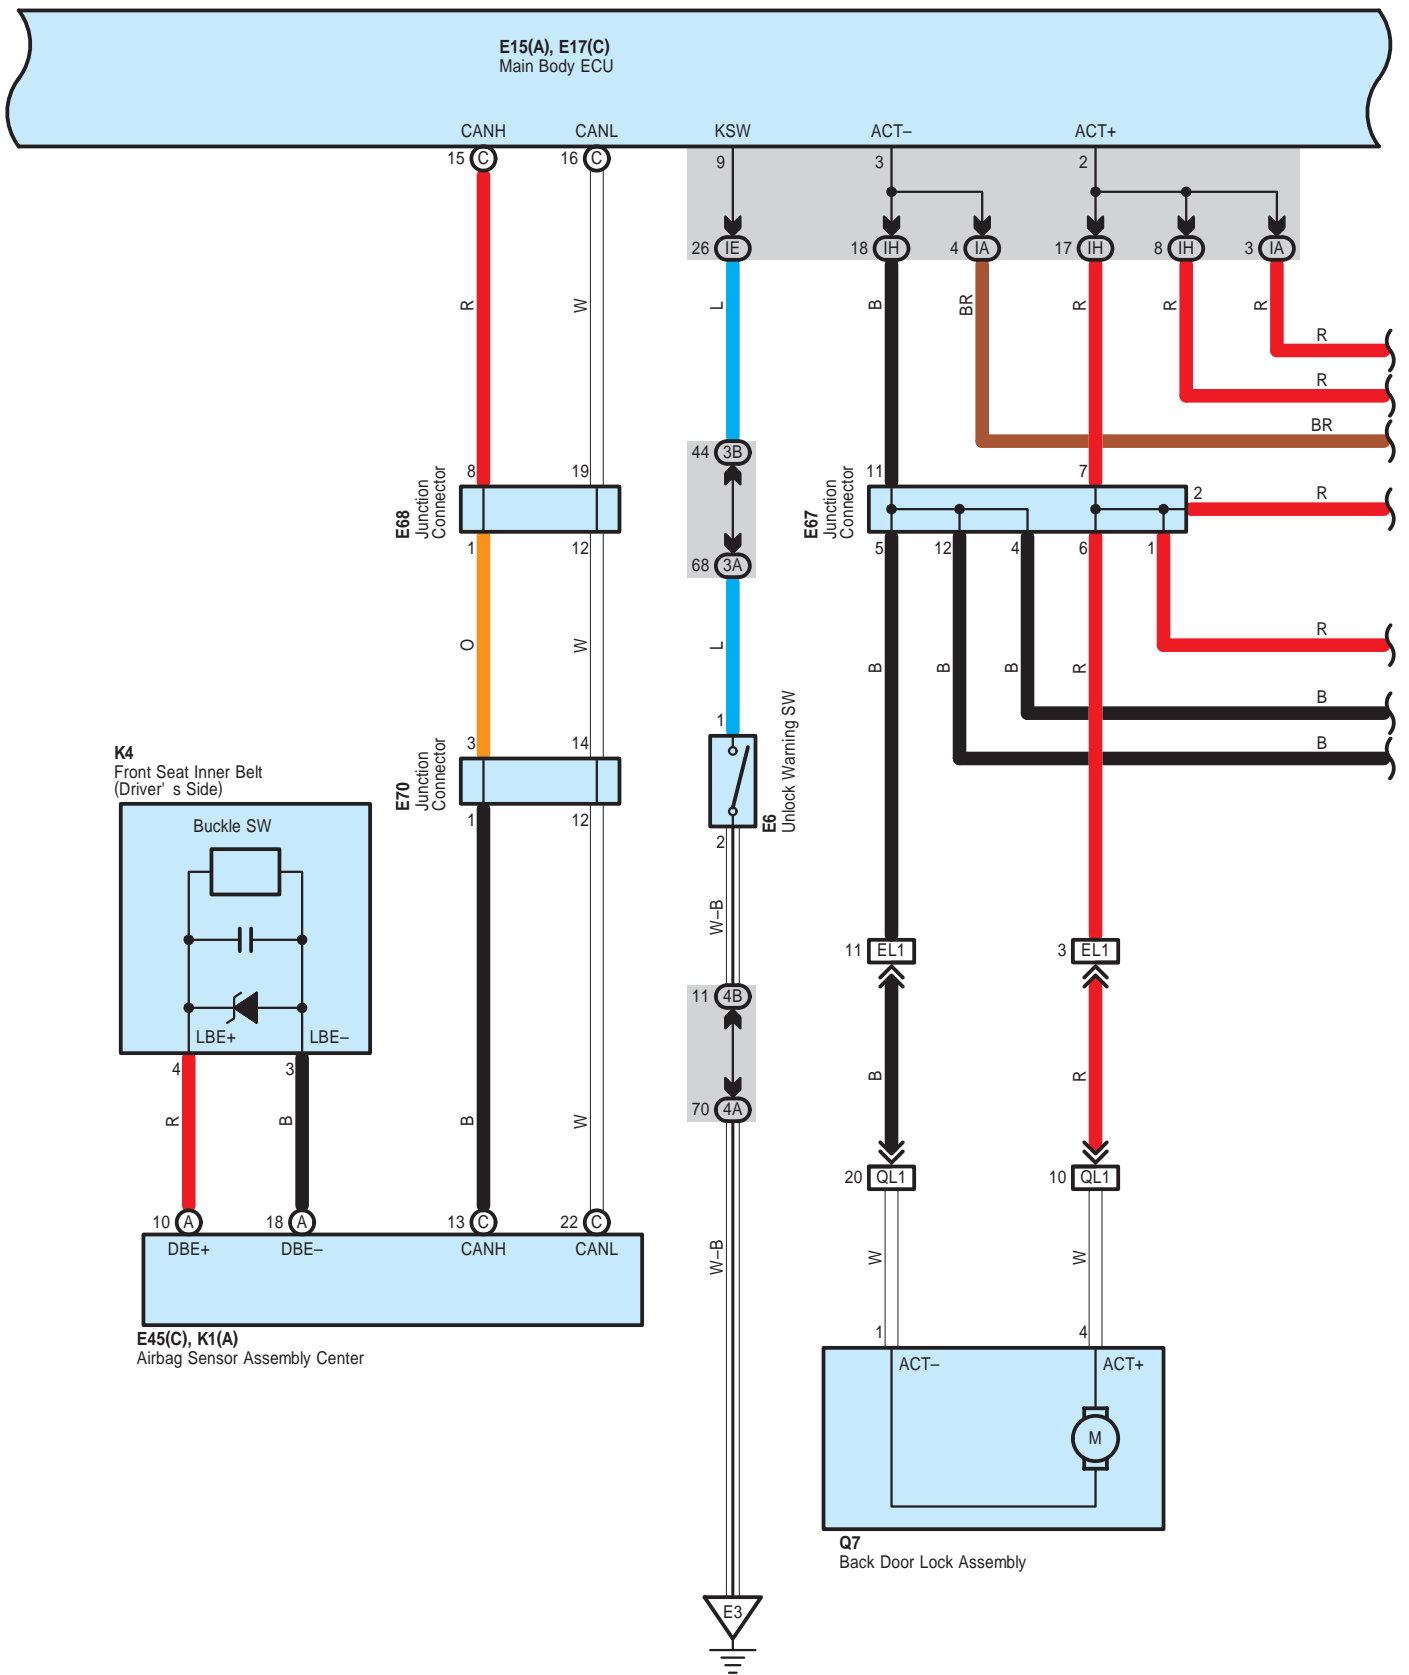 E15(A), E17(C)
Main Body ECU
CANH CANL KSW ACT– ACT+
15 C 16 C 9 3 2
26 IE 18 IH 4 IA 17 IH 8 IH 3 IA
R W L B BR R R R
R
R
BR
44 3B
8 19 11 7 2 R
E68
Junction
Connector
E67
Junction
Connector
1 12 5 12 4 6 1
68 3A
O W L B B B R
R
B
B
1
E6
Unlock Warning SW
2
3 14
E70
Junction
Connector
1 12
K4
Front Seat Inner Belt
(Driver' s Side)
Buckle SW
LBE+ LBE–
4 3
W–B
11 EL1 3 EL1
11 4B
70 4A
R B B W B R
20 QL1 10 QL1
10 A 18 A 13 C 22 C
DBE+ DBE– CANH CANL
W–B W W
E45(C), K1(A)
Airbag Sensor Assembly Center
1 4
ACT– ACT+
M
Q7
Back Door Lock Assembly
E3